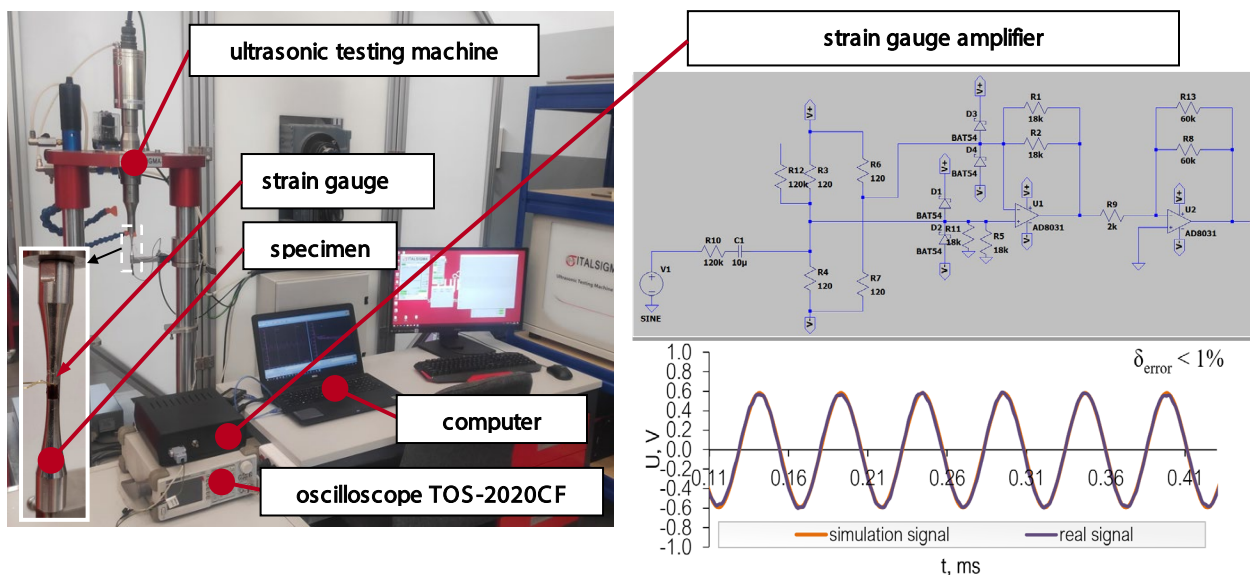 ultrasonic testing machine
strain gauge amplifier
strain gauge
specimen
computer
oscilloscope TOS-2020CF
ITALSIGMA
Ultrasonic Testing Machine
SIGMA
V+
V+
R1
18k
R2
18k
R13
60k
R8
60k
D3
BAT54
D4
BAT54
V-
V+
R12
120k
R3
120
R6
120
V+
D1
BAT54
D2
BAT54
V-
R11
18k
R5
18k
V+
U1
AD8031
V-
R9
2k
V+
U2
AD8031
V-
R10
120k
C1
10µ
V1
SINE
R4
120
R7
120
V-
δerror < 1%
U, V
1.0
0.8
0.6
0.4
0.2
0.0
-0.2
-0.4
-0.6
-0.8
-1.0
0.11
0.16
0.21
0.26
0.31
0.36
0.41
simulation signal
real signal
t, ms